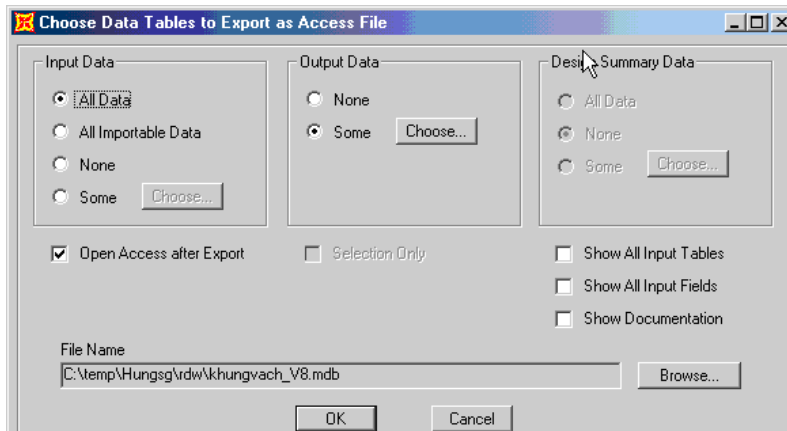 Choose Data Tables to Export as Access File
Input Data
All Data
All Importable Data
None
Some Choose...
Output Data
None
Some Choose...
Design Summary Data
All Data
None
Some Choose...
Open Access after Export
Selection Only
Show All Input Tables
Show All Input Fields
Show Documentation
File Name
C:\temp\Hungsg\rdw\khungvach_V8.mdb
Browse...
OK
Cancel